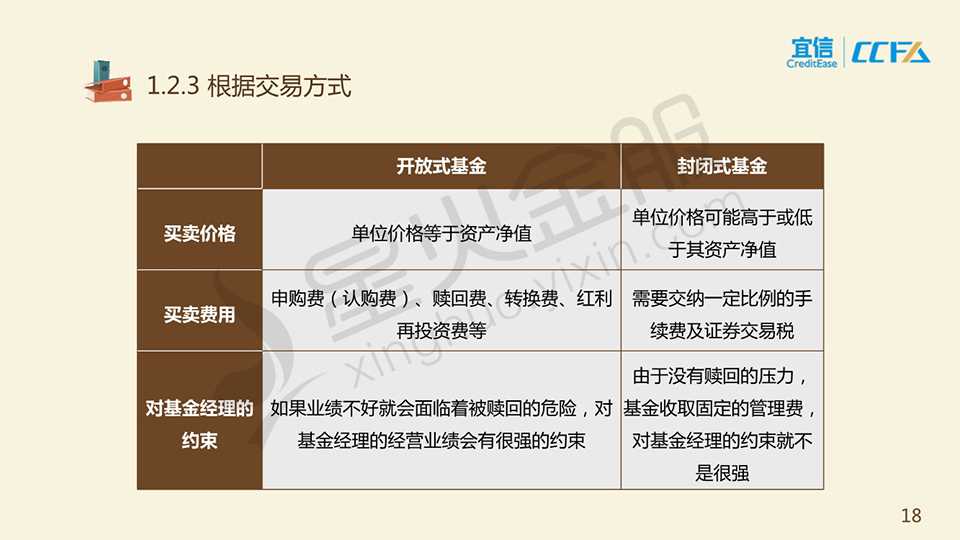 宜信
CreditEase
CCFA
1.2.3 根据交易方式
开放式基金
封闭式基金
买卖价格
单位价格等于资产净值
单位价格可能高于或低
于其资产净值
买卖费用
申购费（认购费）、赎回费、转换费、红利
再投资费等
需要交纳一定比例的手
续费及证券交易税
对基金经理的
约束
如果业绩不好就会面临着被赎回的危险，对
基金经理的经营业绩会有很强的约束
由于没有赎回的压力，
基金收取固定的管理费，
对基金经理的约束就不
是很强
星火金服
xinghuo.yixin.com
18